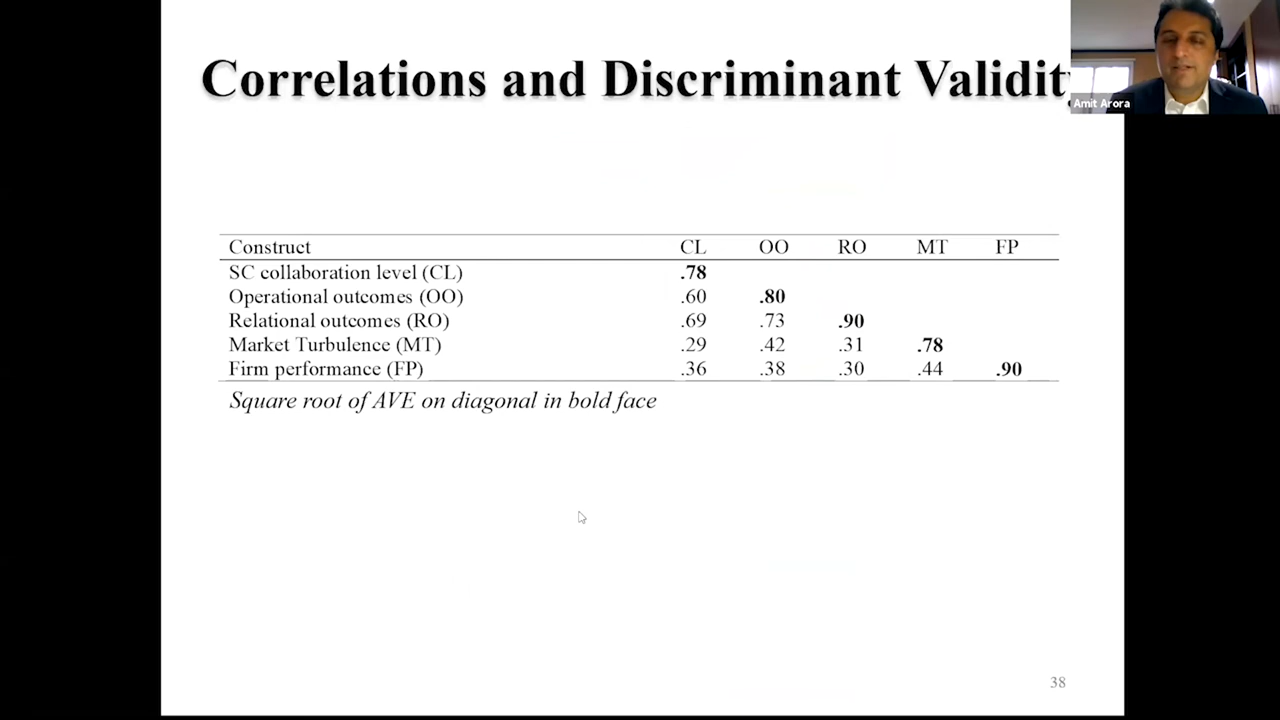 Correlations and Discriminant Validit
Amit Arora
Construct CL OO RO MT FP
SC collaboration level (CL) .78
Operational outcomes (OO) .60 .80
Relational outcomes (RO) .69 .73 .90
Market Turbulence (MT) .29 .42 .31 .78
Firm performance (FP) .36 .38 .30 .44 .90
Square root of AVE on diagonal in bold face
38